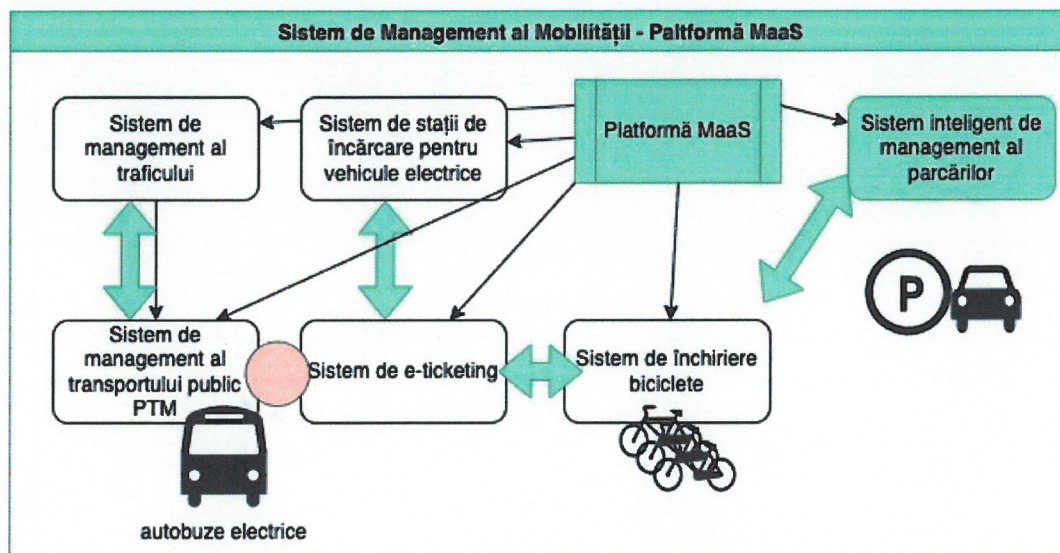 Sistem de Management al Mobilității - Paltformă MaaS
Sistem de
management al
traficului
Sistem de stații de
încărcare pentru
vehicule electrice
Platformă MaaS
Sistem inteligent de
management al
parcărilor
P
Sistem de
management al
transportului public
PTM
Sistem de e-ticketing
Sistem de închiriere
biciclete
autobuze electrice